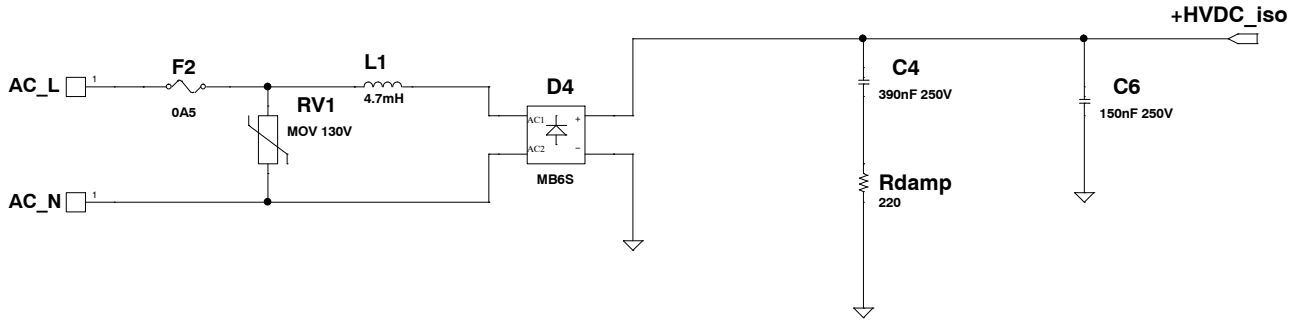 +HVDC_iso
AC_L
1
F2
0A5
L1
4.7mH
RV1
MOV 130V
D4
AC1
+
AC2
-
MB6S
C4
390nF 250V
C6
150nF 250V
AC_N
1
Rdamp
220